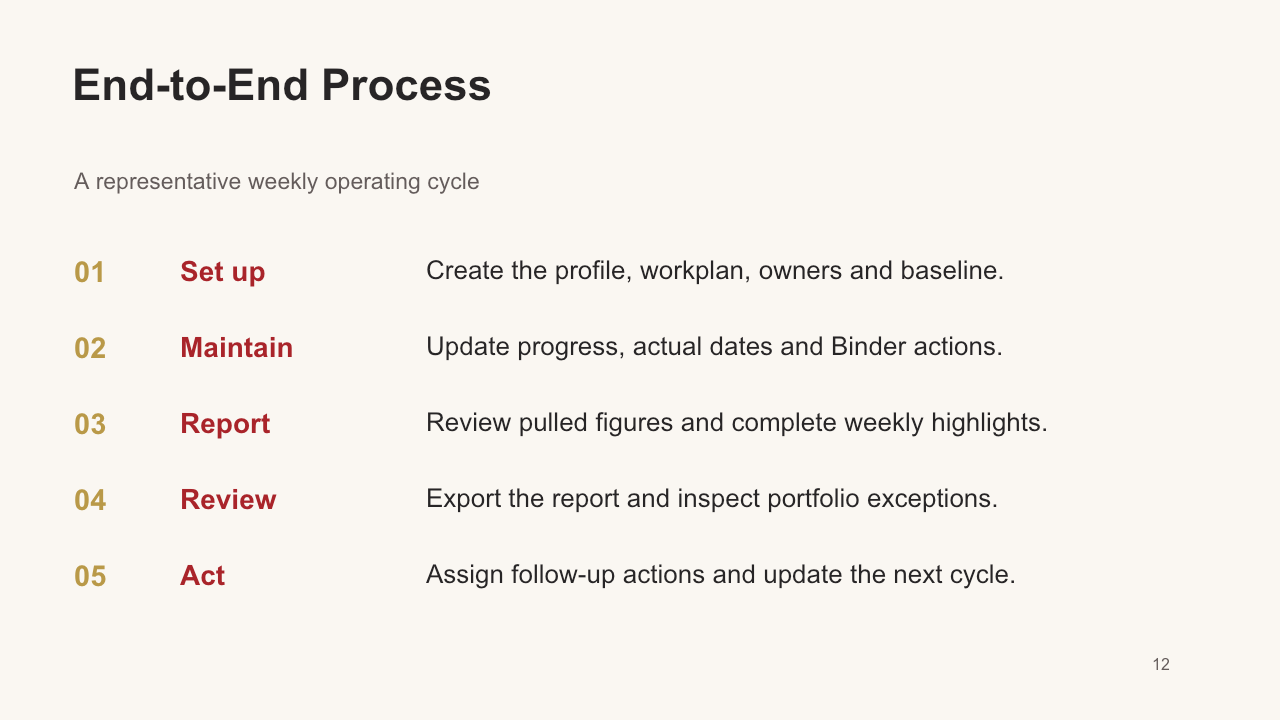 End-to-End Process
A representative weekly operating cycle
01 Set up Create the profile, workplan, owners and baseline.
02 Maintain Update progress, actual dates and Binder actions.
03 Report Review pulled figures and complete weekly highlights.
04 Review Export the report and inspect portfolio exceptions.
05 Act Assign follow-up actions and update the next cycle.
12